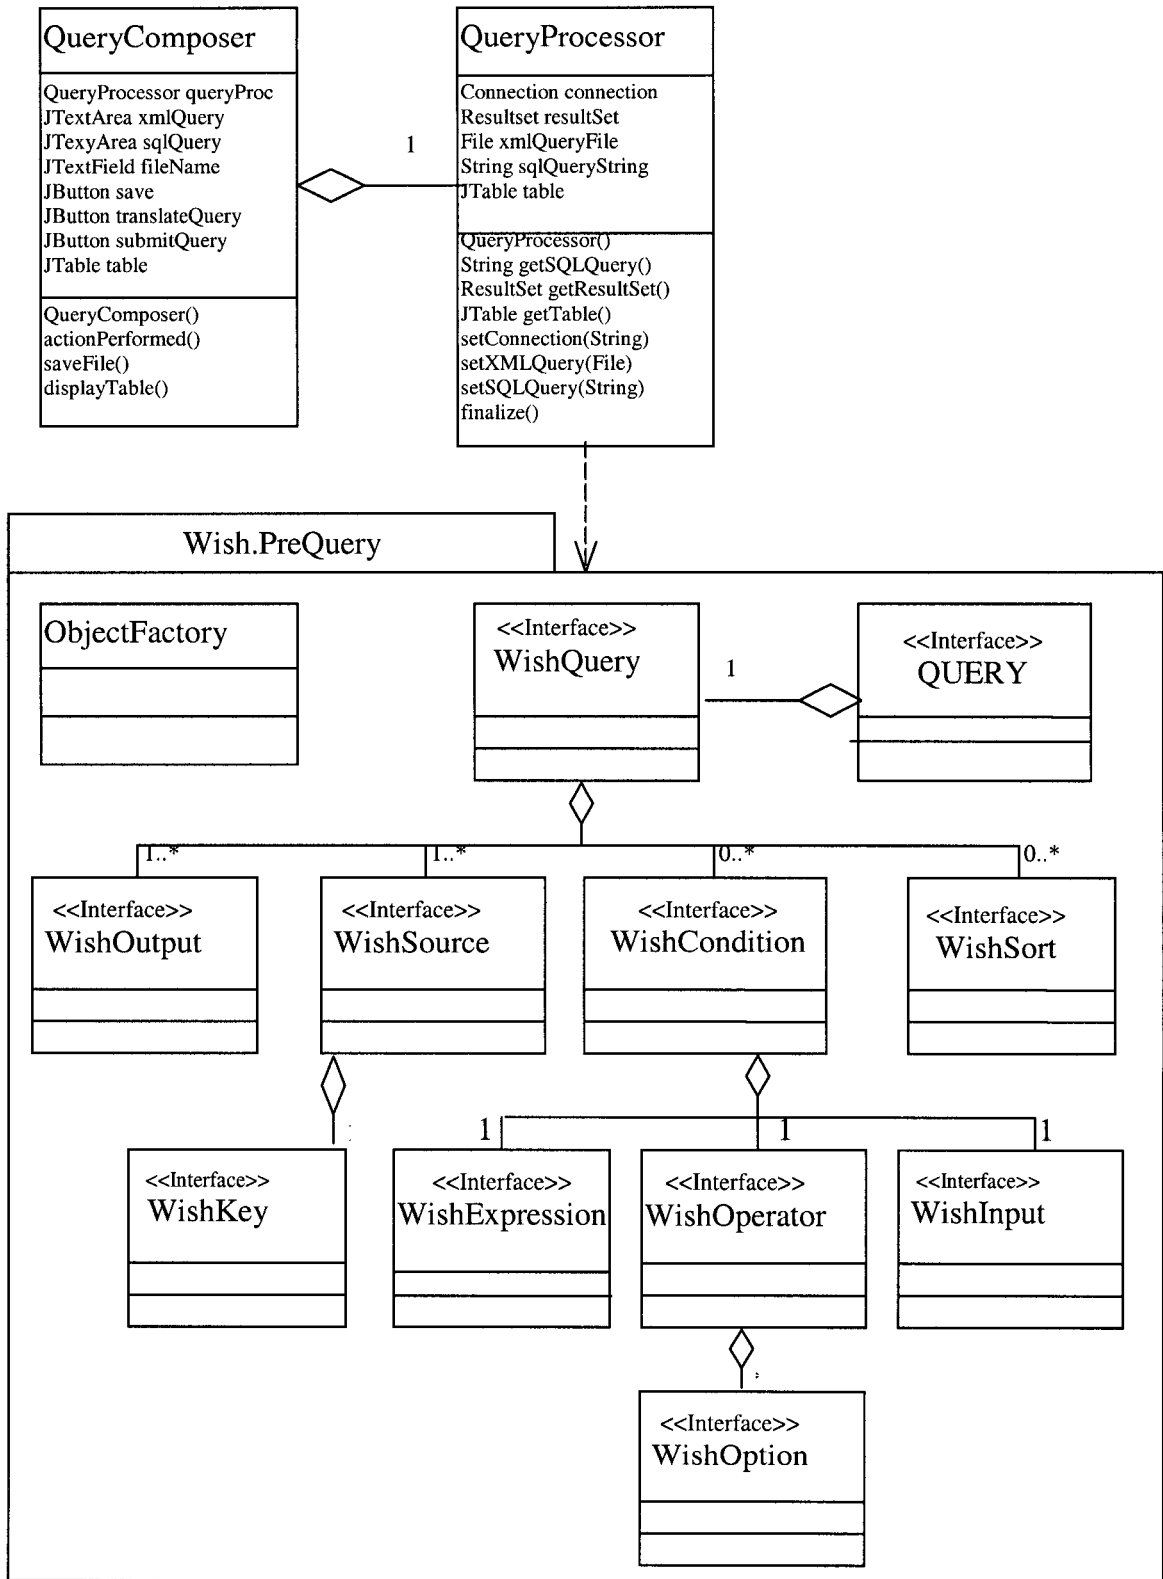 QueryComposer
QueryProcessor queryProc
JTextArea xmlQuery
JTexyArea sqlQuery
JTextField fileName
JButton save
JButton translateQuery
JButton submitQuery
JTable table
QueryComposer()
actionPerformed()
saveFile()
displayTable()
1
QueryProcessor
Connection connection
Resultset resultSet
File xmlQueryFile
String sqlQueryString
JTable table
QueryProcessor()
String getSQLQuery()
ResultSet getResultSet()
JTable getTable()
setConnection(String)
setXMLQuery(File)
setSQLQuery(String)
finalize()
Wish.PreQuery
ObjectFactory
<<Interface>>
WishQuery
1
<<Interface>>
QUERY
1..*
1..*
0..*
0..*
<<Interface>>
WishOutput
<<Interface>>
WishSource
<<Interface>>
WishCondition
<<Interface>>
WishSort
1
1
1
<<Interface>>
WishKey
<<Interface>>
WishExpression
<<Interface>>
WishOperator
<<Interface>>
WishInput
<<Interface>>
WishOption